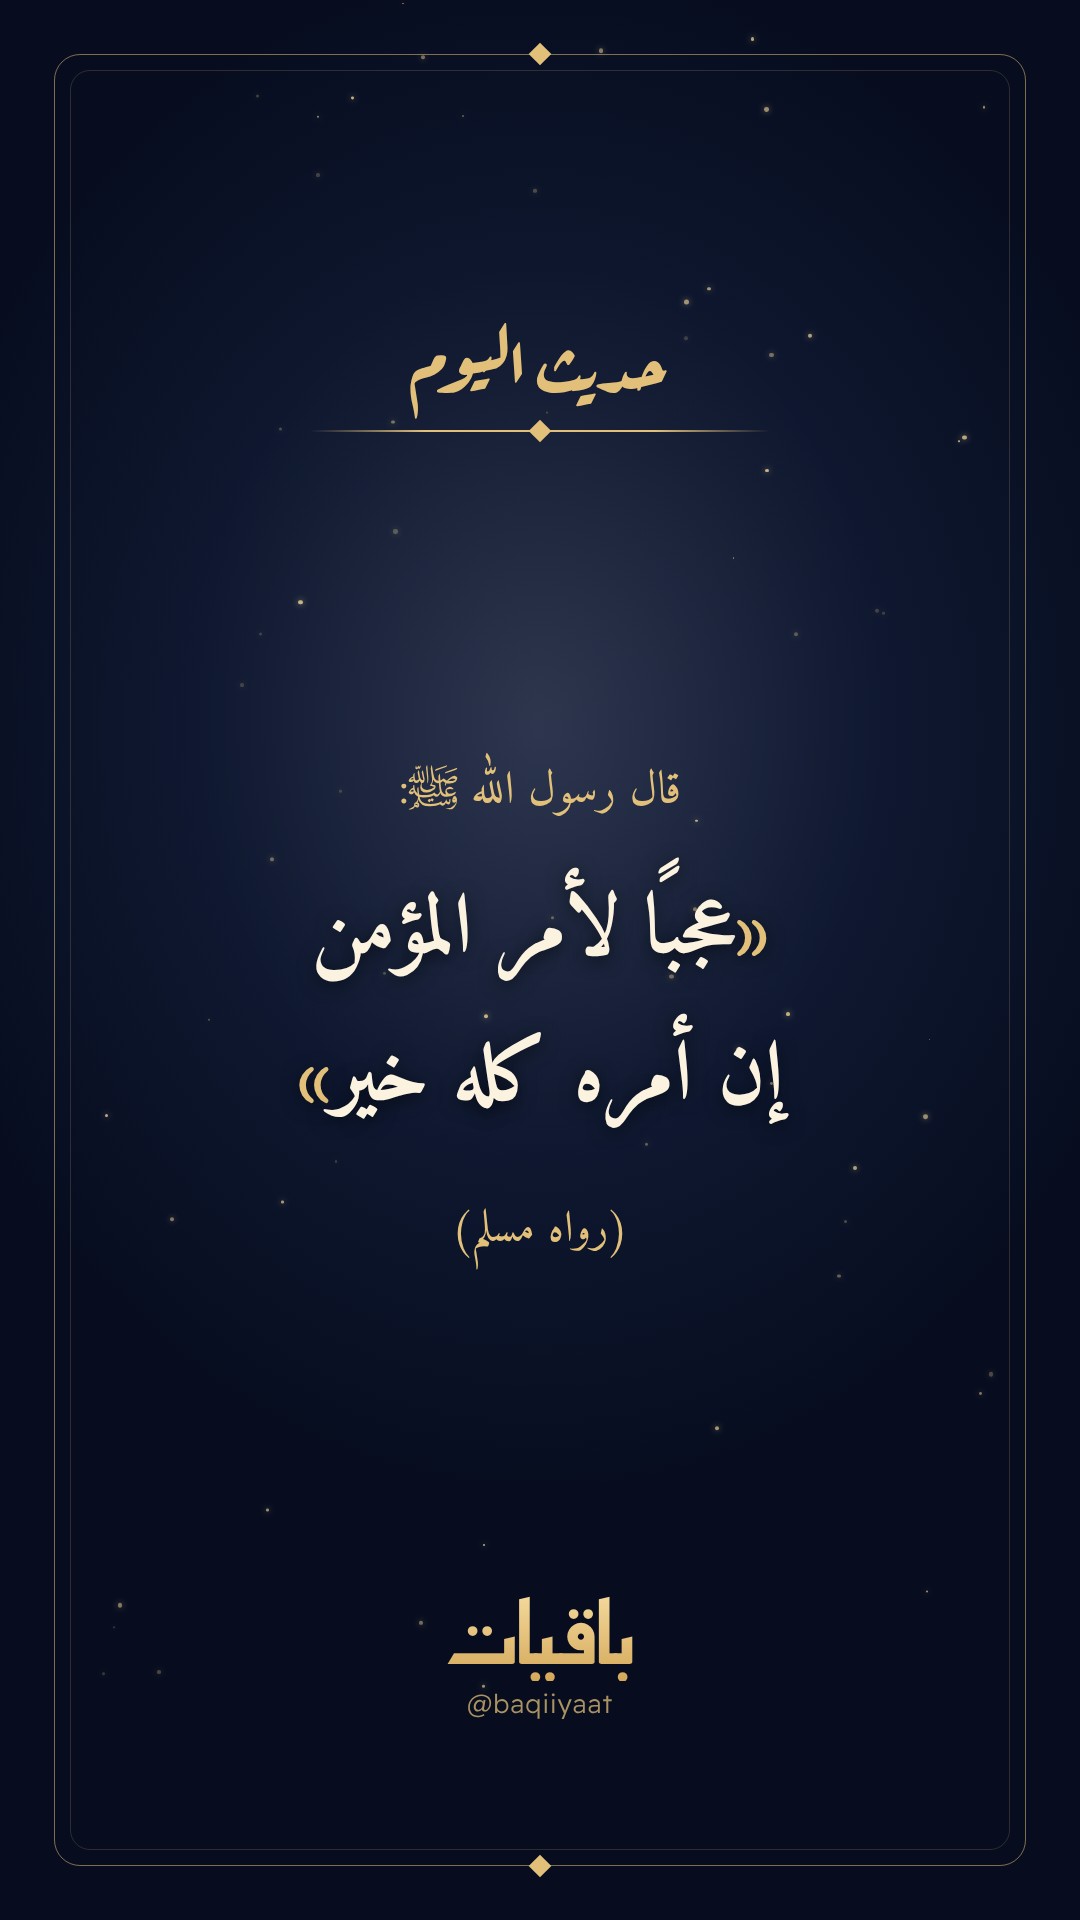 حديث اليوم
قال رسول الله ﷺ:
«عجباً لأمر المؤمن
إن أمره كله خير»
(رواه مسلم)
باقيات
@baqiiyaat